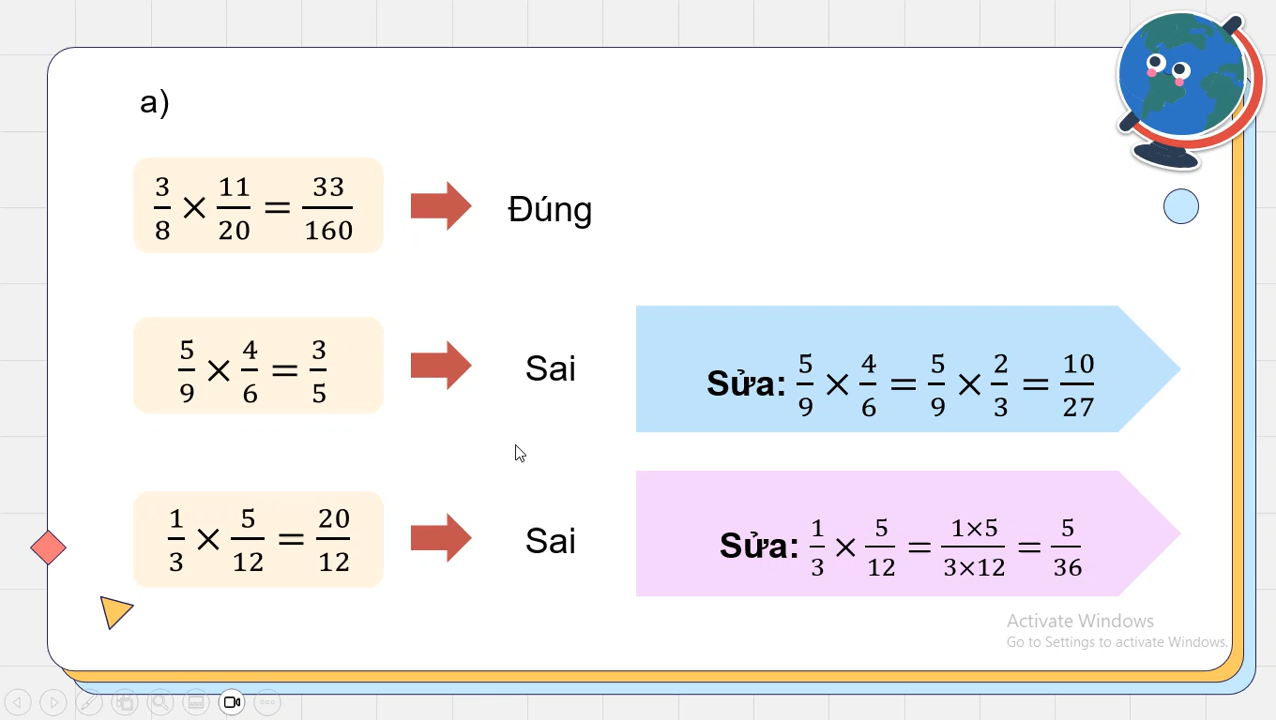 a)
3/8 × 11/20 = 33/160 Đúng
5/9 × 4/6 = 3/5 Sai Sửa: 5/9 × 4/6 = 5/9 × 2/3 = 10/27
1/3 × 5/12 = 20/12 Sai Sửa: 1/3 × 5/12 = 1×5/3×12 = 5/36
Activate Windows
Go to Settings to activate Windows.